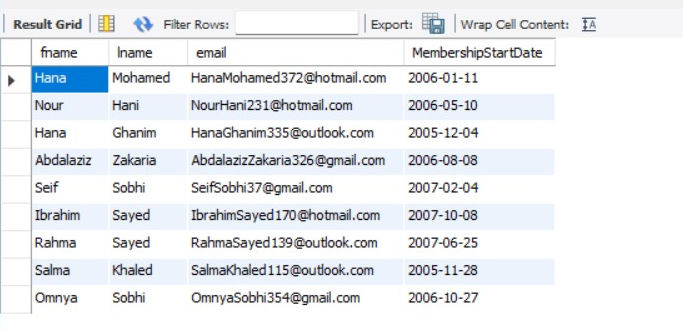 Result Grid Filter Rows: Export: Wrap Cell Content: IA
fname lname email MembershipStartDate
Hana Mohamed HanaMohamed372@hotmail.com 2006-01-11
Nour Hani NourHani231@hotmail.com 2006-05-10
Hana Ghanim HanaGhanim335@outlook.com 2005-12-04
Abdalaziz Zakaria AbdalazizZakaria326@gmail.com 2006-08-08
Seif Sobhi SeifSobhi37@gmail.com 2007-02-04
Ibrahim Sayed IbrahimSayed170@hotmail.com 2007-10-08
Rahma Sayed RahmaSayed139@outlook.com 2007-06-25
Salma Khaled SalmaKhaled115@outlook.com 2005-11-28
Omnya Sobhi OmnyaSobhi354@gmail.com 2006-10-27